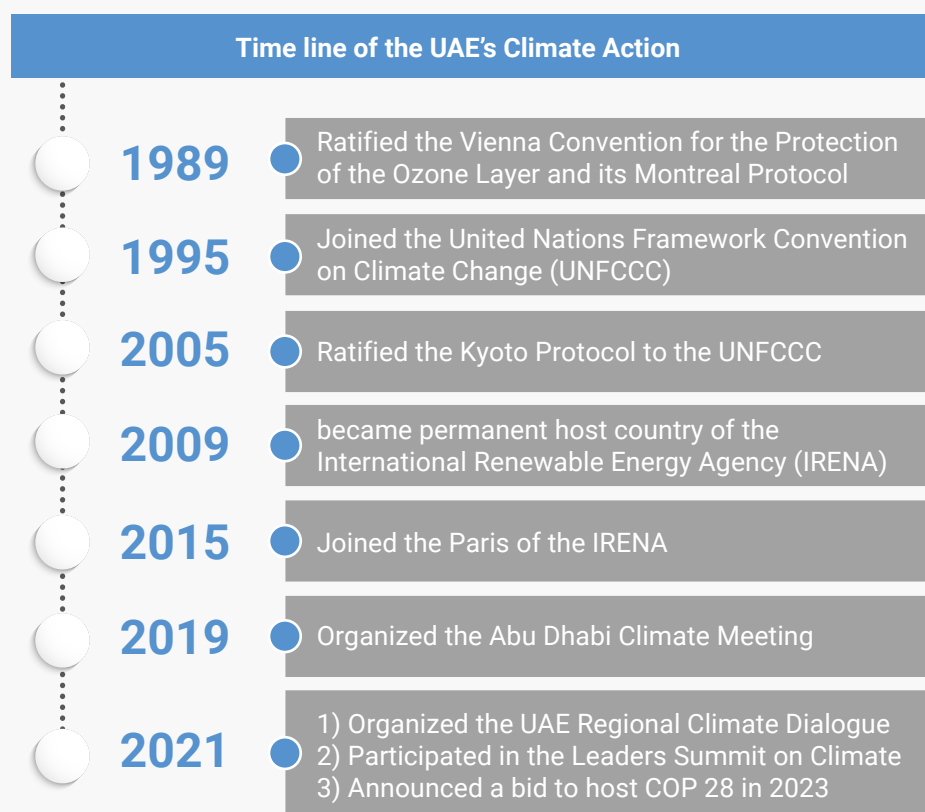 Time line of the UAE's Climate Action
1989
Ratified the Vienna Convention for the Protection
of the Ozone Layer and its Montreal Protocol
1995
Joined the United Nations Framework Convention
on Climate Change (UNFCCC)
2005
Ratified the Kyoto Protocol to the UNFCCC
2009
became permanent host country of the
International Renewable Energy Agency (IRENA)
2015
Joined the Paris of the IRENA
2019
Organized the Abu Dhabi Climate Meeting
2021
1) Organized the UAE Regional Climate Dialogue
2) Participated in the Leaders Summit on Climate
3) Announced a bid to host COP 28 in 2023